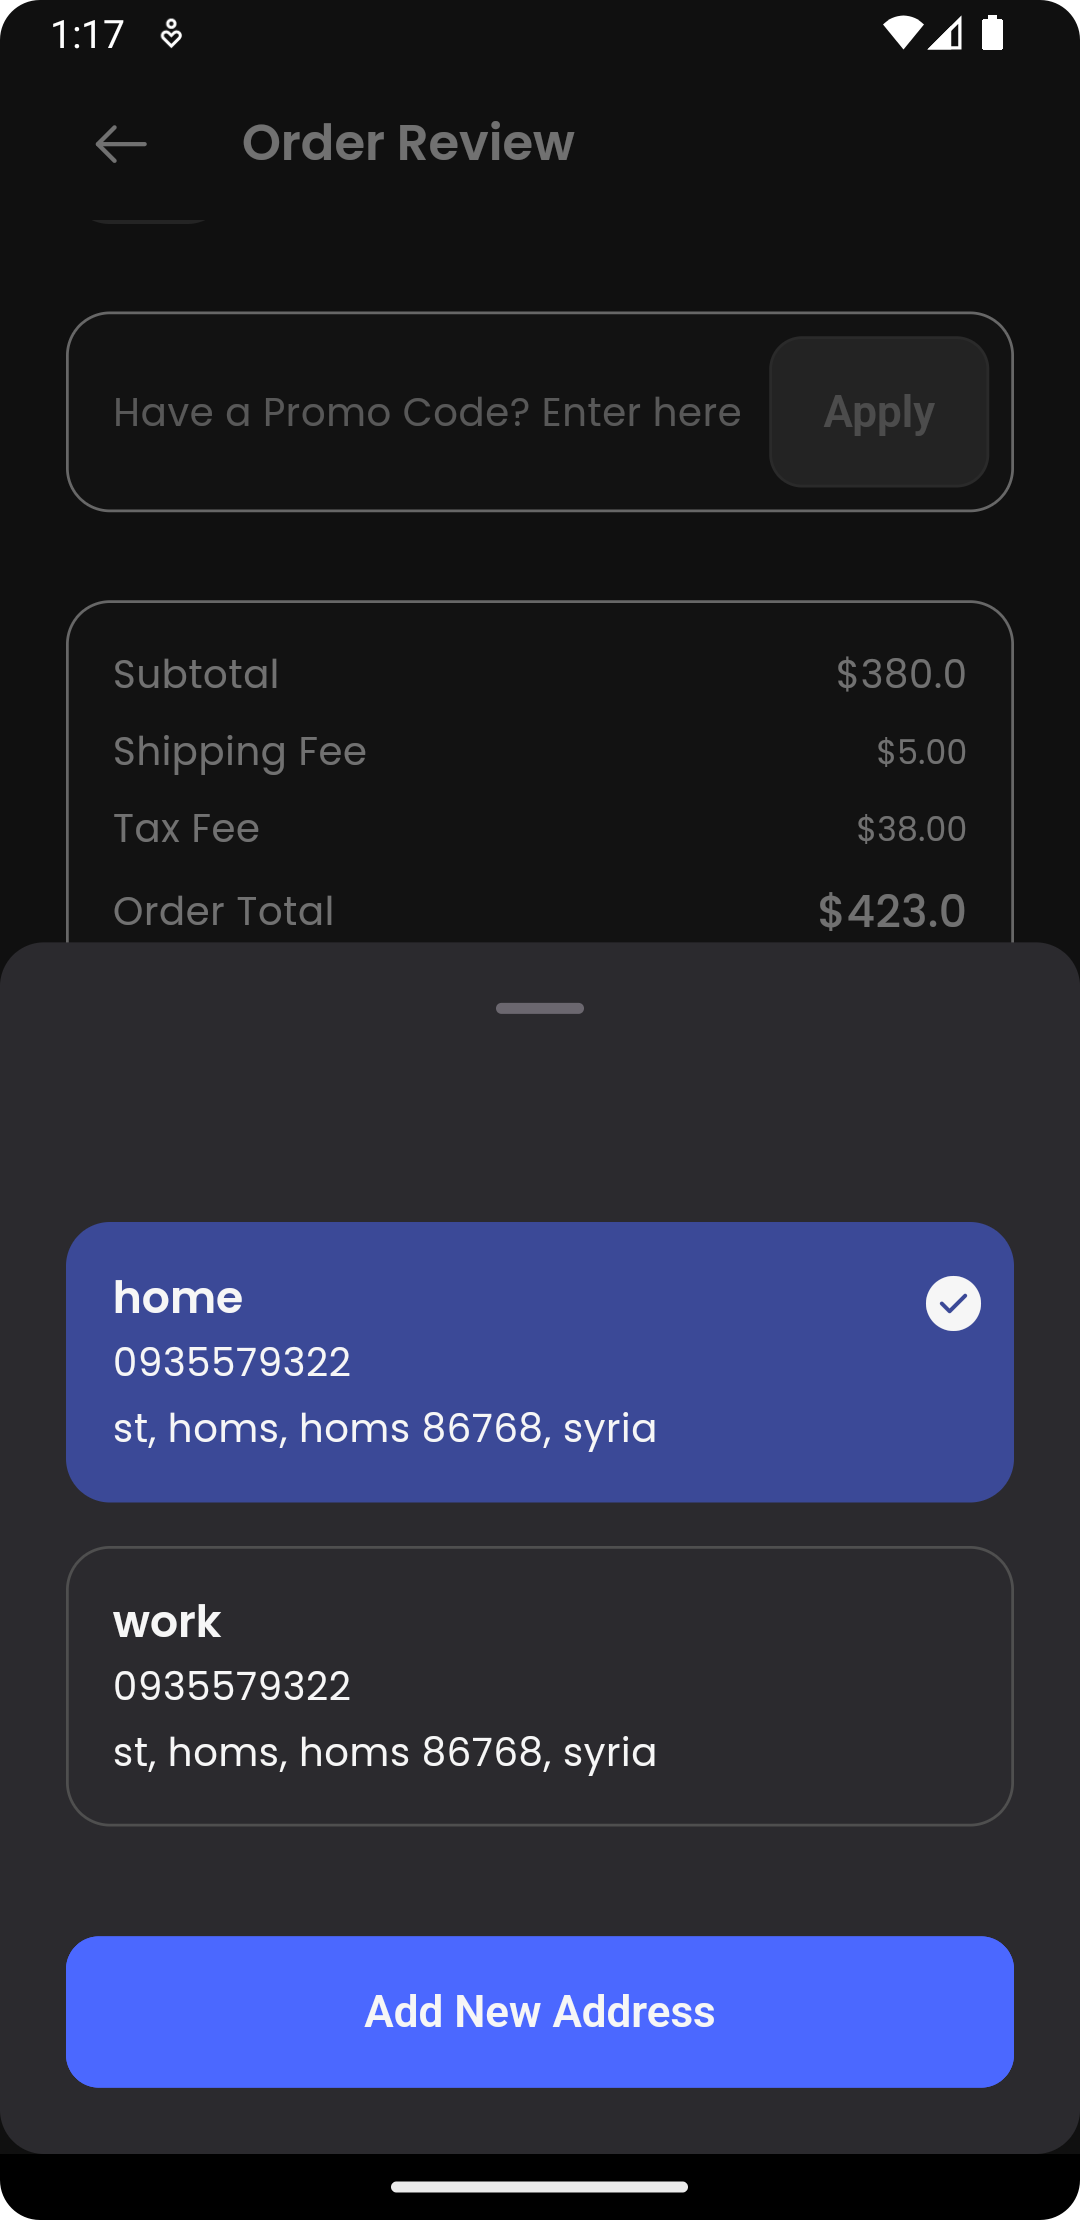 1:17
Order Review
Have a Promo Code? Enter here
Apply
Subtotal
$380.0
Shipping Fee
$5.00
Tax Fee
$38.00
Order Total
$423.0
home
0935579322
st, homs, homs 86768, syria
work
0935579322
st, homs, homs 86768, syria
Add New Address